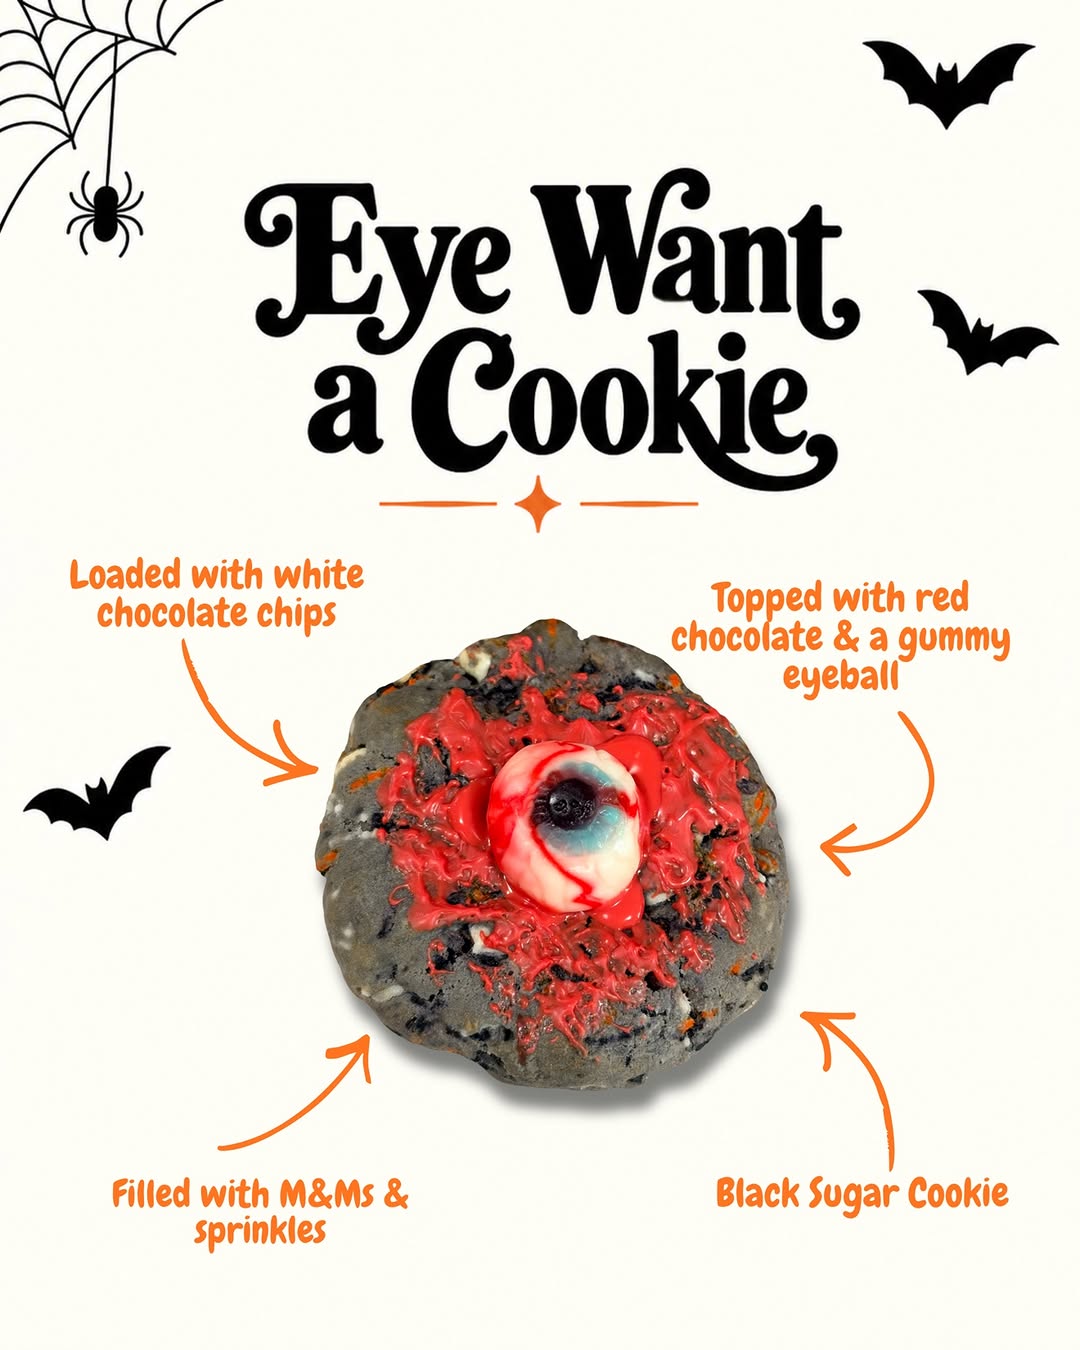 Eye Want
a Cookie
Loaded with white
chocolate chips
Topped with red
chocolate & a gummy
eyeball
Filled with M&Ms &
sprinkles
Black Sugar Cookie